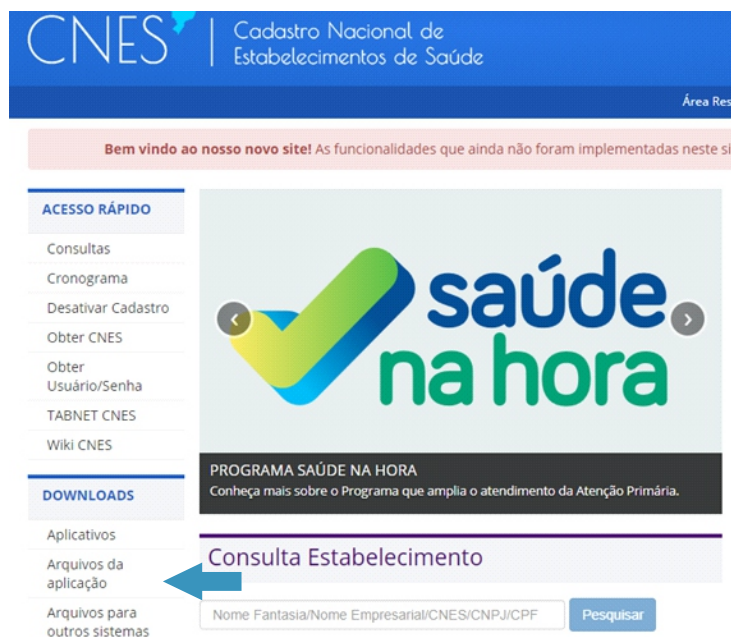 CNES
Cadastro Nacional de
Estabelecimentos de Saúde
Área Res
Bem vindo ao nosso novo site! As funcionalidades que ainda não foram implementadas neste si
ACESSO RÁPIDO
Consultas
Cronograma
Desativar Cadastro
Obter CNES
Obter
Usuário/Senha
TABNET CNES
Wiki CNES
DOWNLOADS
Aplicativos
Arquivos da
aplicação
Arquivos para
outros sistemas
saúde
na hora
PROGRAMA SAÚDE NA HORA
Conheça mais sobre o Programa que amplia o atendimento da Atenção Primária.
Consulta Estabelecimento
Nome Fantasia/Nome Empresarial/CNES/CNPJ/CPF
Pesquisar